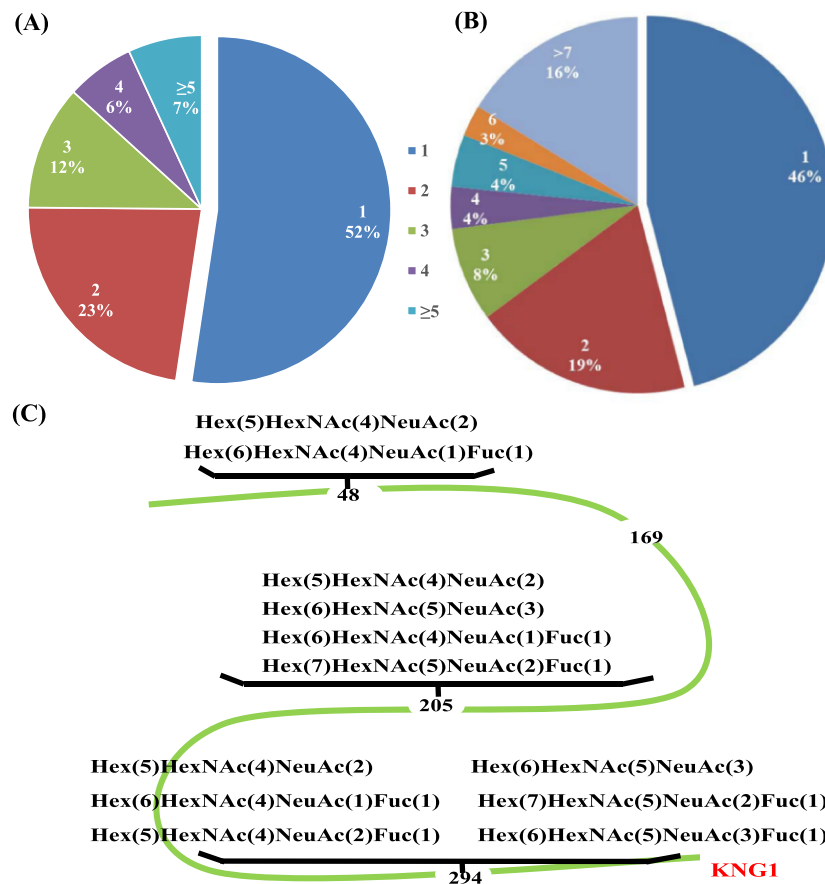 (A)
1
52%
2
23%
3
12%
4
6%
≥5
7%
1
2
3
4
≥5
(B)
1
46%
2
19%
3
8%
4
4%
5
4%
6
3%
>7
16%
(C)
Hex(5)HexNAc(4)NeuAc(2)
Hex(6)HexNAc(4)NeuAc(1)Fuc(1)
48
169
Hex(5)HexNAc(4)NeuAc(2)
Hex(6)HexNAc(5)NeuAc(3)
Hex(6)HexNAc(4)NeuAc(1)Fuc(1)
Hex(7)HexNAc(5)NeuAc(2)Fuc(1)
205
Hex(5)HexNAc(4)NeuAc(2)
Hex(6)HexNAc(4)NeuAc(1)Fuc(1)
Hex(5)HexNAc(4)NeuAc(2)Fuc(1)
Hex(6)HexNAc(5)NeuAc(3)
Hex(7)HexNAc(5)NeuAc(2)Fuc(1)
Hex(6)HexNAc(5)NeuAc(3)Fuc(1)
294
KNG1